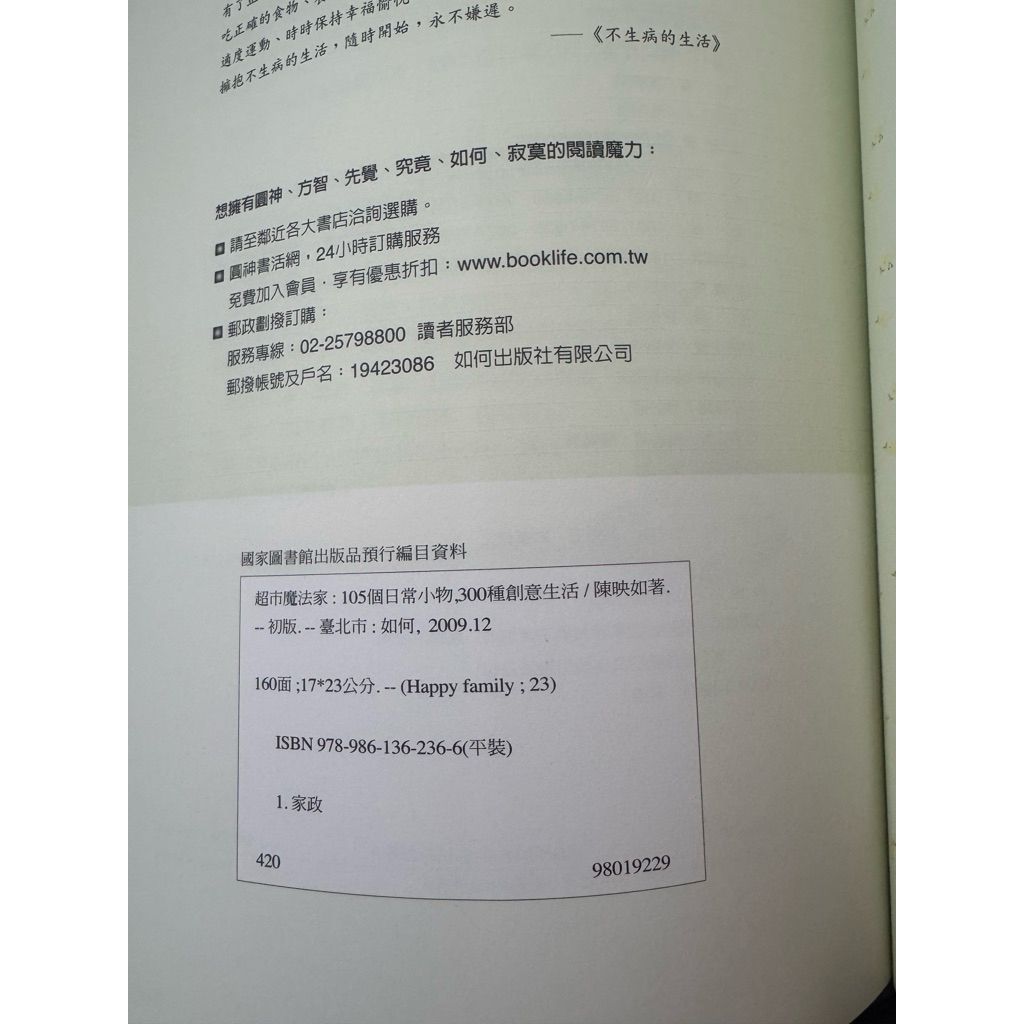 有了正
吃正確的食物、
適度運動、時時保持幸福愉悅
擁抱不生病的生活，隨時開始，永不嫌遲。
——《不生病的生活》
想擁有圓神、方智、先覺、究竟、如何、寂寞的閱讀魔力：
請至鄰近各大書店洽詢選購。
圓神書活網，24小時訂購服務
免費加入會員．享有優惠折扣：www.booklife.com.tw
郵政劃撥訂購：
服務專線：02-25798800 讀者服務部
郵撥帳號及戶名：19423086 如何出版社有限公司
國家圖書館出版品預行編目資料
超市魔法家 : 105個日常小物,300種創意生活 / 陳映如著.
-- 初版. -- 臺北市 : 如何, 2009.12
160面 ;17*23公分. -- (Happy family ; 23)
ISBN 978-986-136-236-6(平裝)
1. 家政
420 98019229